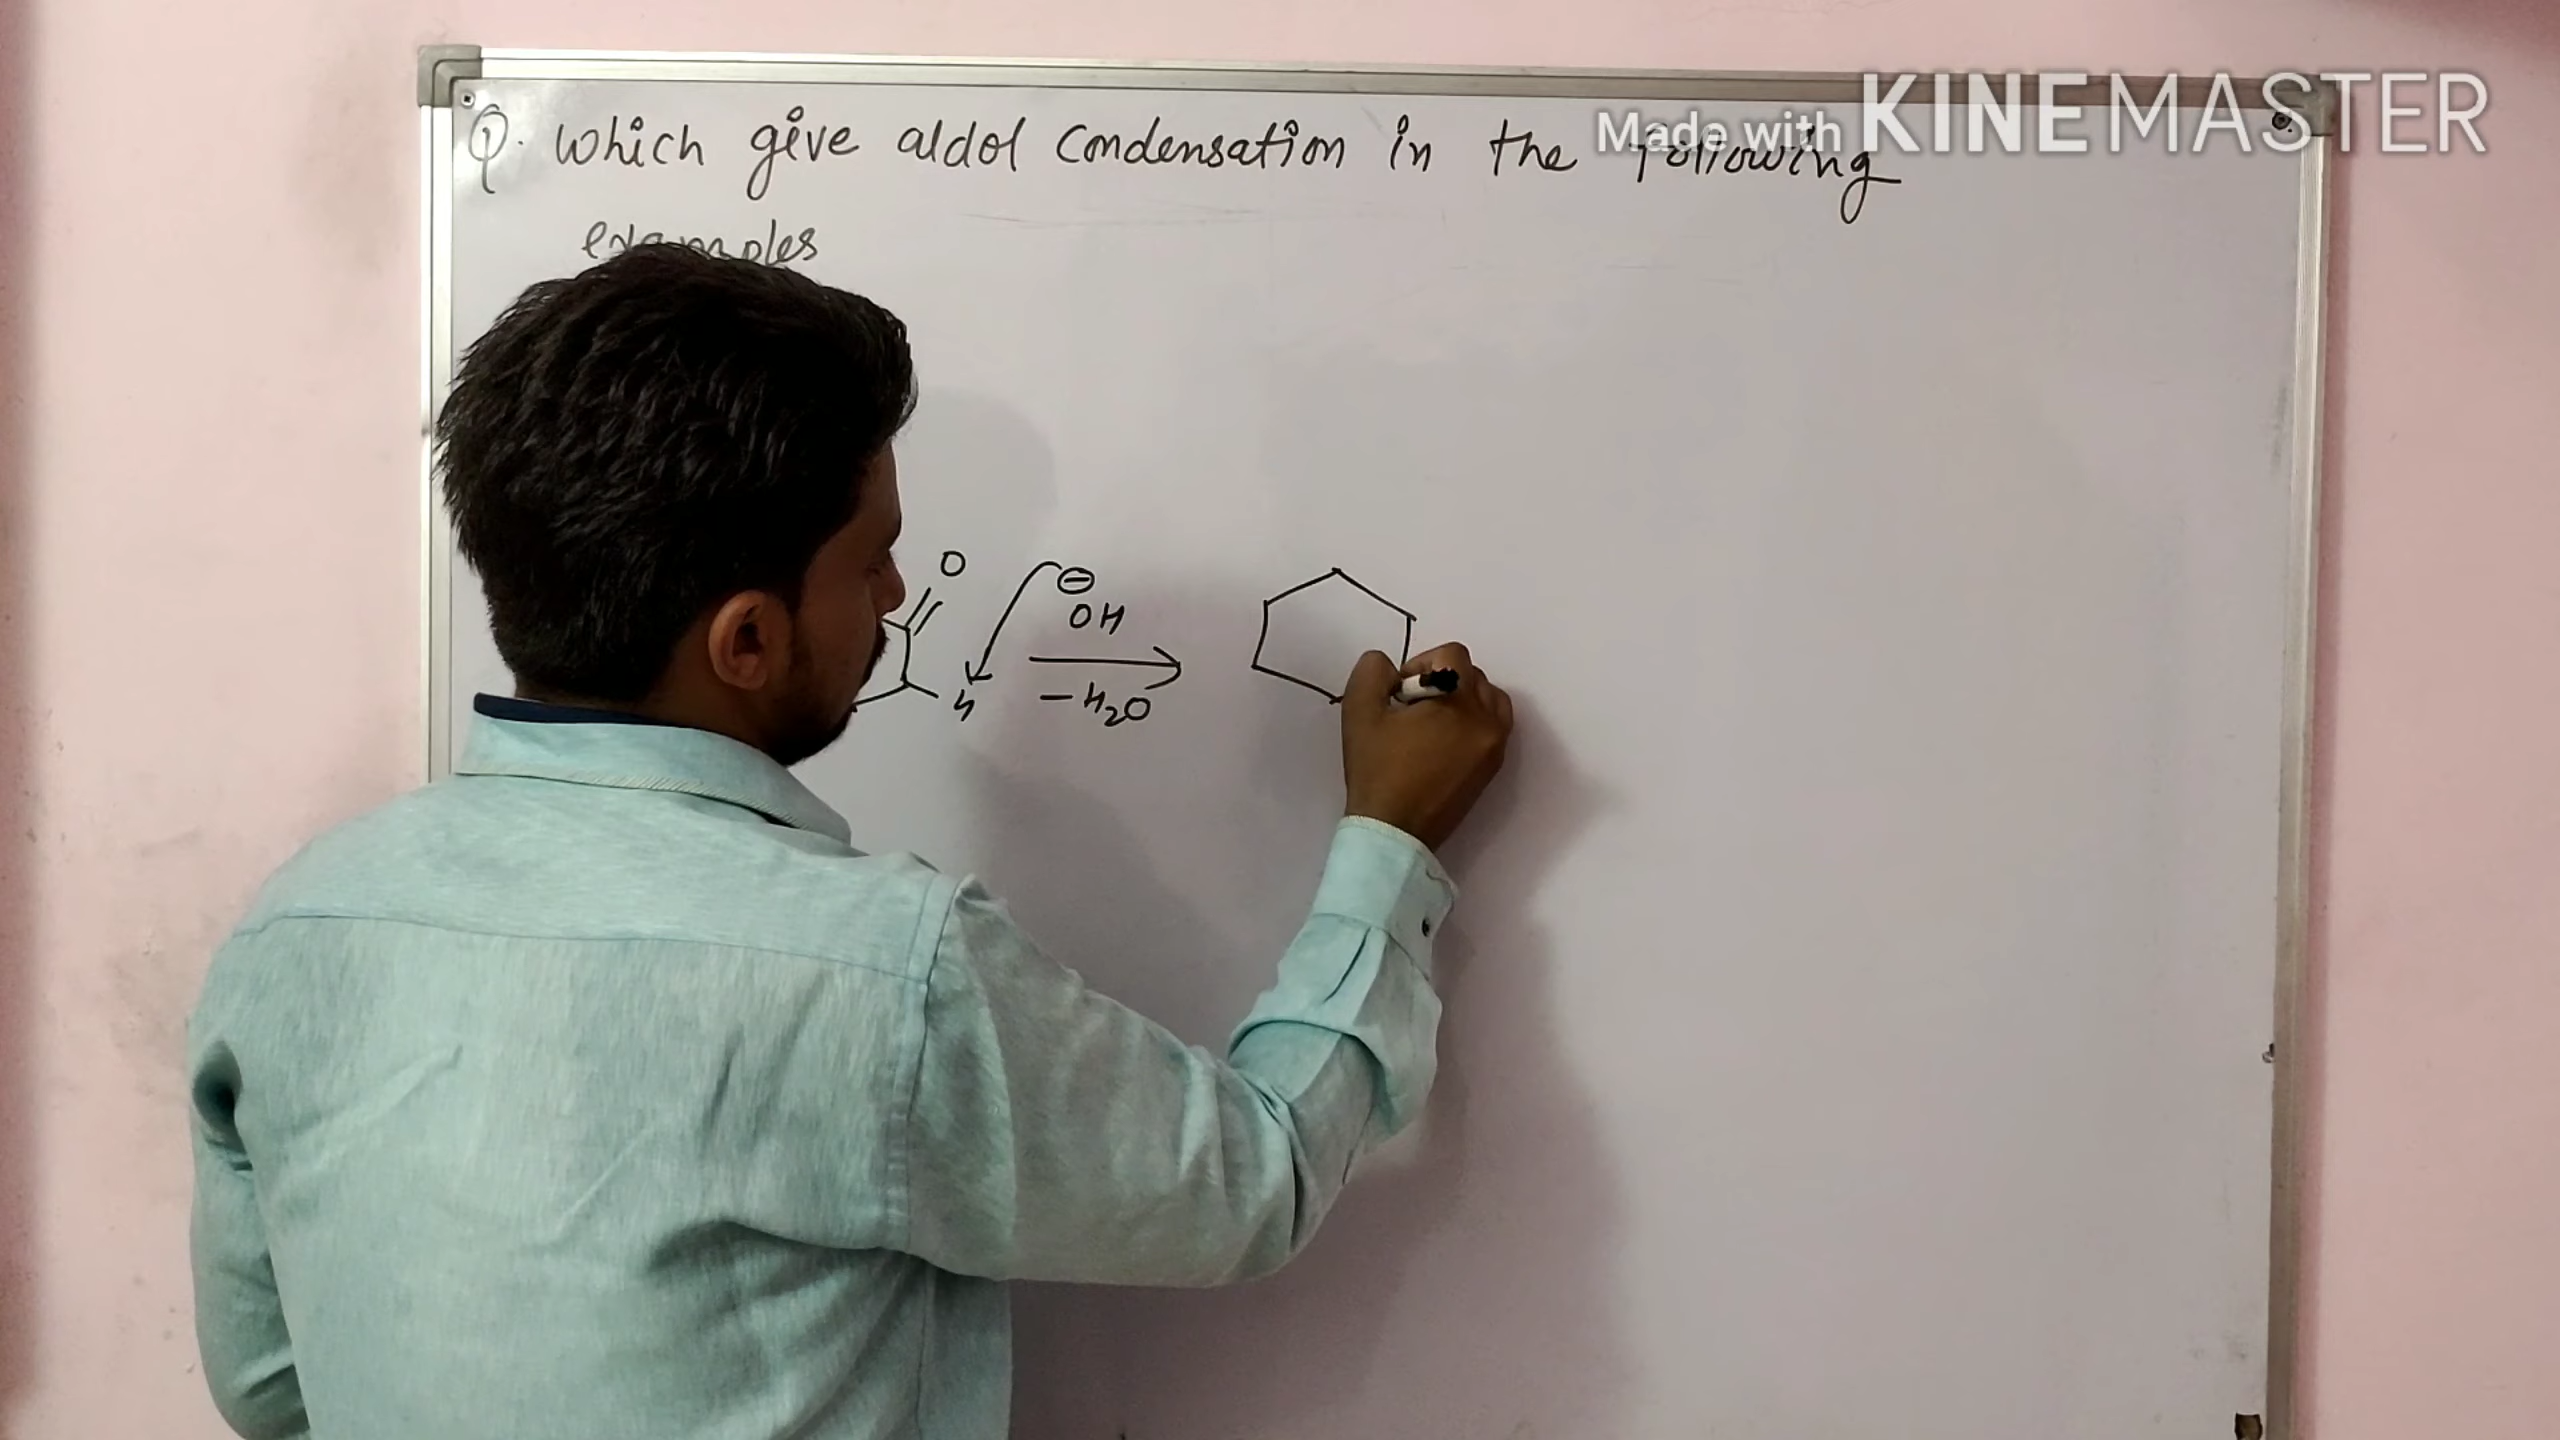 Made with KINEMASTER
Q. Which give aldol Condensation in the following
examples
O
⊖
OH
H
-H2O